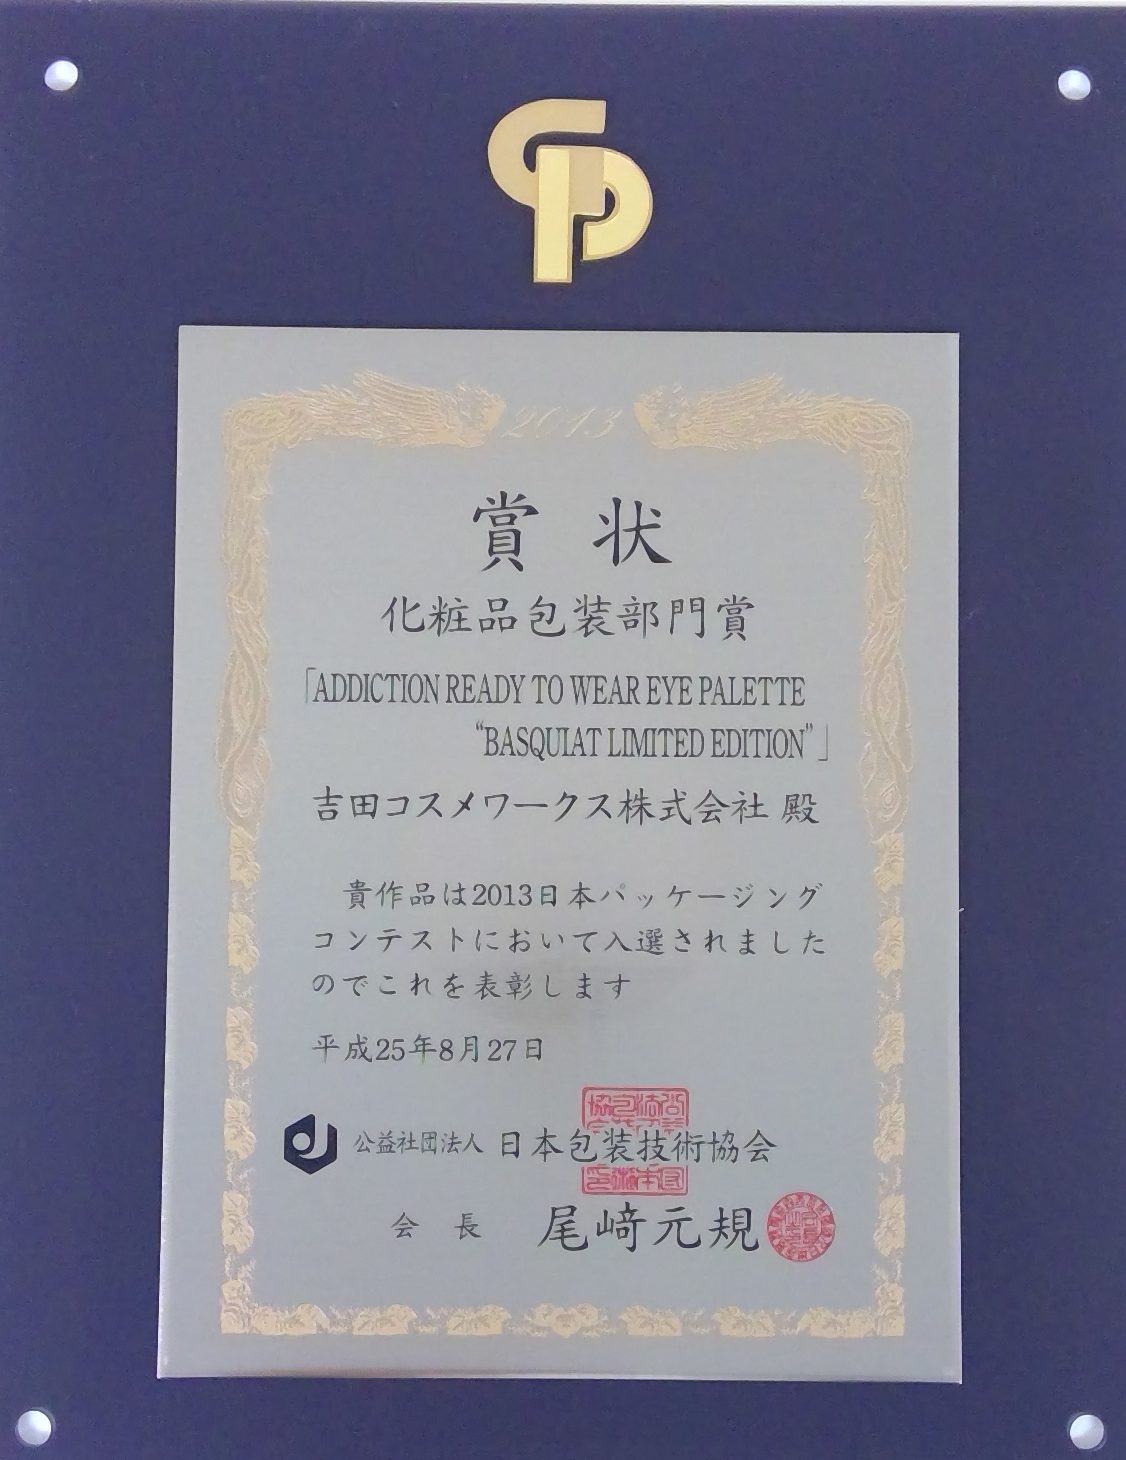 GP
2013
賞 状
化粧品包装部門賞
「ADDICTION READY TO WEAR EYE PALETTE
“BASQUIAT LIMITED EDITION”」
吉田コスメワークス株式会社 殿
貴作品は2013日本パッケージング
コンテストにおいて入選されました
のでこれを表彰します
平成25年8月27日
公益社団法人 日本包装技術協会
会 長 尾﨑元規